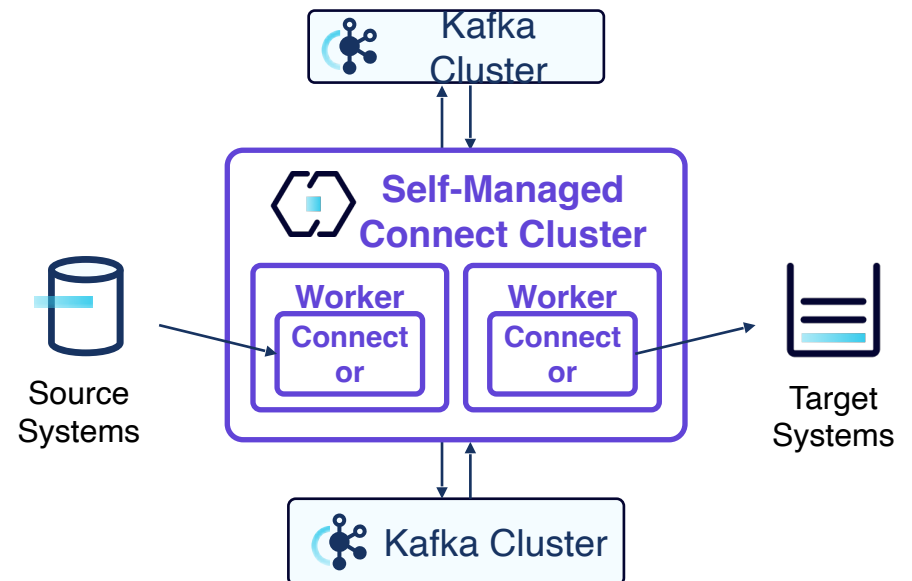 Kafka
Cluster
Self-Managed
Connect Cluster
Worker
Connect
or
Worker
Connect
or
Source
Systems
Target
Systems
Kafka Cluster